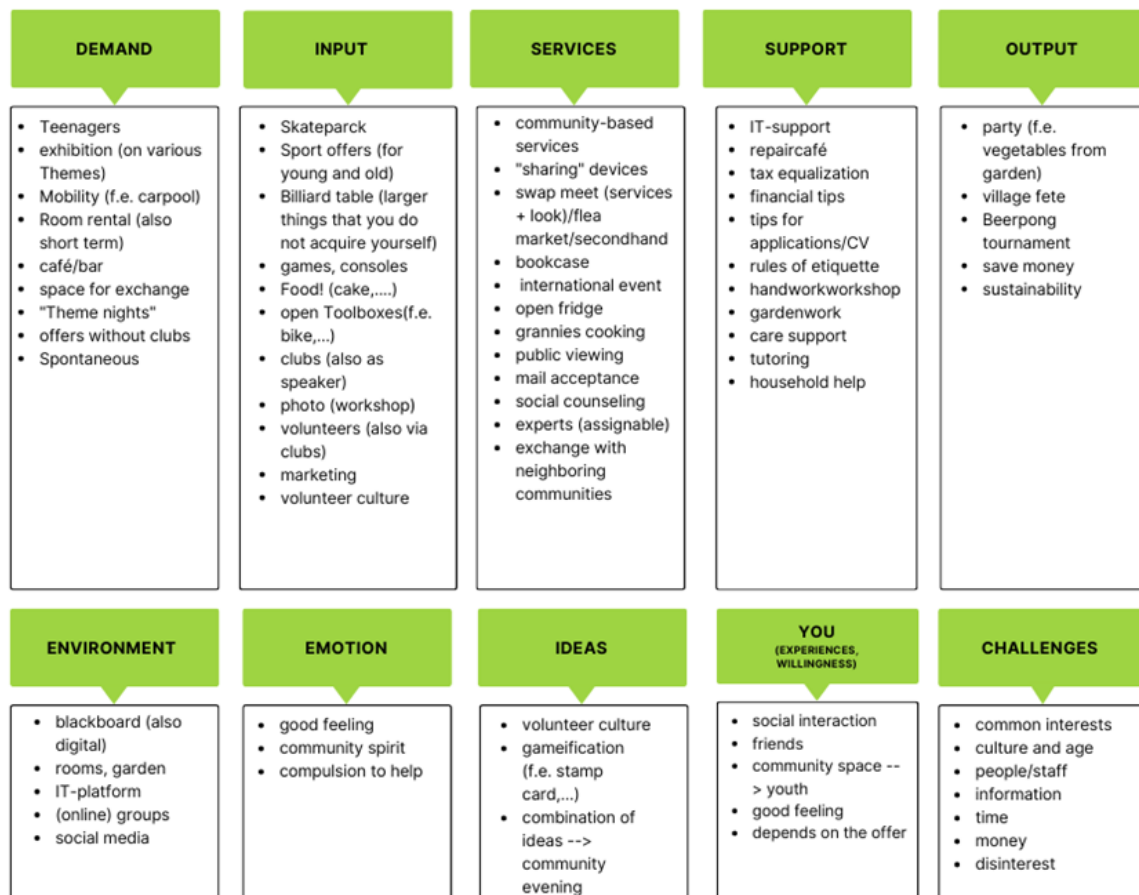 DEMAND
• Teenagers
• exhibition (on various
Themes)
• Mobility (f.e. carpool)
• Room rental (also
short term)
• café/bar
• space for exchange
• "Theme nights"
• offers without clubs
• Spontaneous
INPUT
• Skateparck
• Sport offers (for
young and old)
• Billiard table (larger
things that you do
not acquire yourself)
• games, consoles
• Food! (cake,....)
• open Toolboxes(f.e.
bike,...)
• clubs (also as
speaker)
• photo (workshop)
• volunteers (also via
clubs)
• marketing
• volunteer culture
SERVICES
• community-based
services
• "sharing" devices
• swap meet (services
+ look)/flea
market/secondhand
• bookcase
• international event
• open fridge
• grannies cooking
• public viewing
• mail acceptance
• social counseling
• experts (assignable)
• exchange with
neighboring
communities
SUPPORT
• IT-support
• repaircafé
• tax equalization
• financial tips
• tips for
applications/CV
• rules of etiquette
• handworkworkshop
• gardenwork
• care support
• tutoring
• household help
OUTPUT
• party (f.e.
vegetables from
garden)
• village fete
• Beerpong
tournament
• save money
• sustainability
ENVIRONMENT
• blackboard (also
digital)
• rooms, garden
• IT-platform
• (online) groups
• social media
EMOTION
• good feeling
• community spirit
• compulsion to help
IDEAS
• volunteer culture
• gameification
(f.e. stamp
card,...)
• combination of
ideas -->
community
evening
YOU
(EXPERIENCES,
WILLINGNESS)
• social interaction
• friends
• community space --
> youth
• good feeling
• depends on the offer
CHALLENGES
• common interests
• culture and age
• people/staff
• information
• time
• money
• disinterest